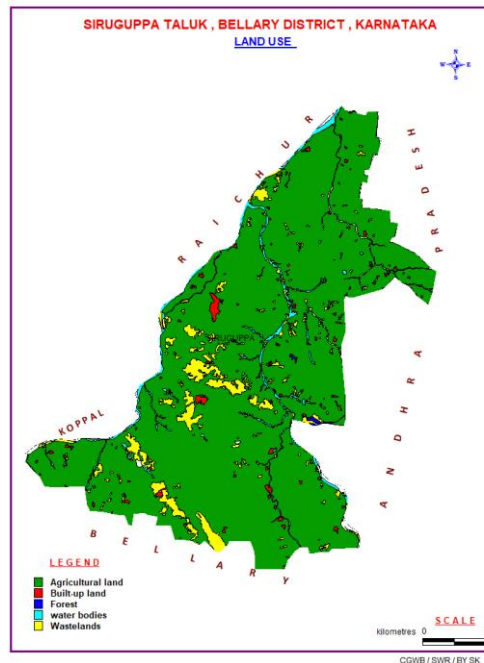 SIRUGUPPA TALUK , BELLARY DISTRICT , KARNATAKA
LAND USE
N
W E
S
RAICHUR
PRADESH
SIRUGUPPA
KOPPAL
ANDHRA
BELLARY
LEGEND
Agricultural land
Built-up land
Forest
water bodies
Wastelands
SCALE
kilometres 0
CGWB / SWR / BY SK